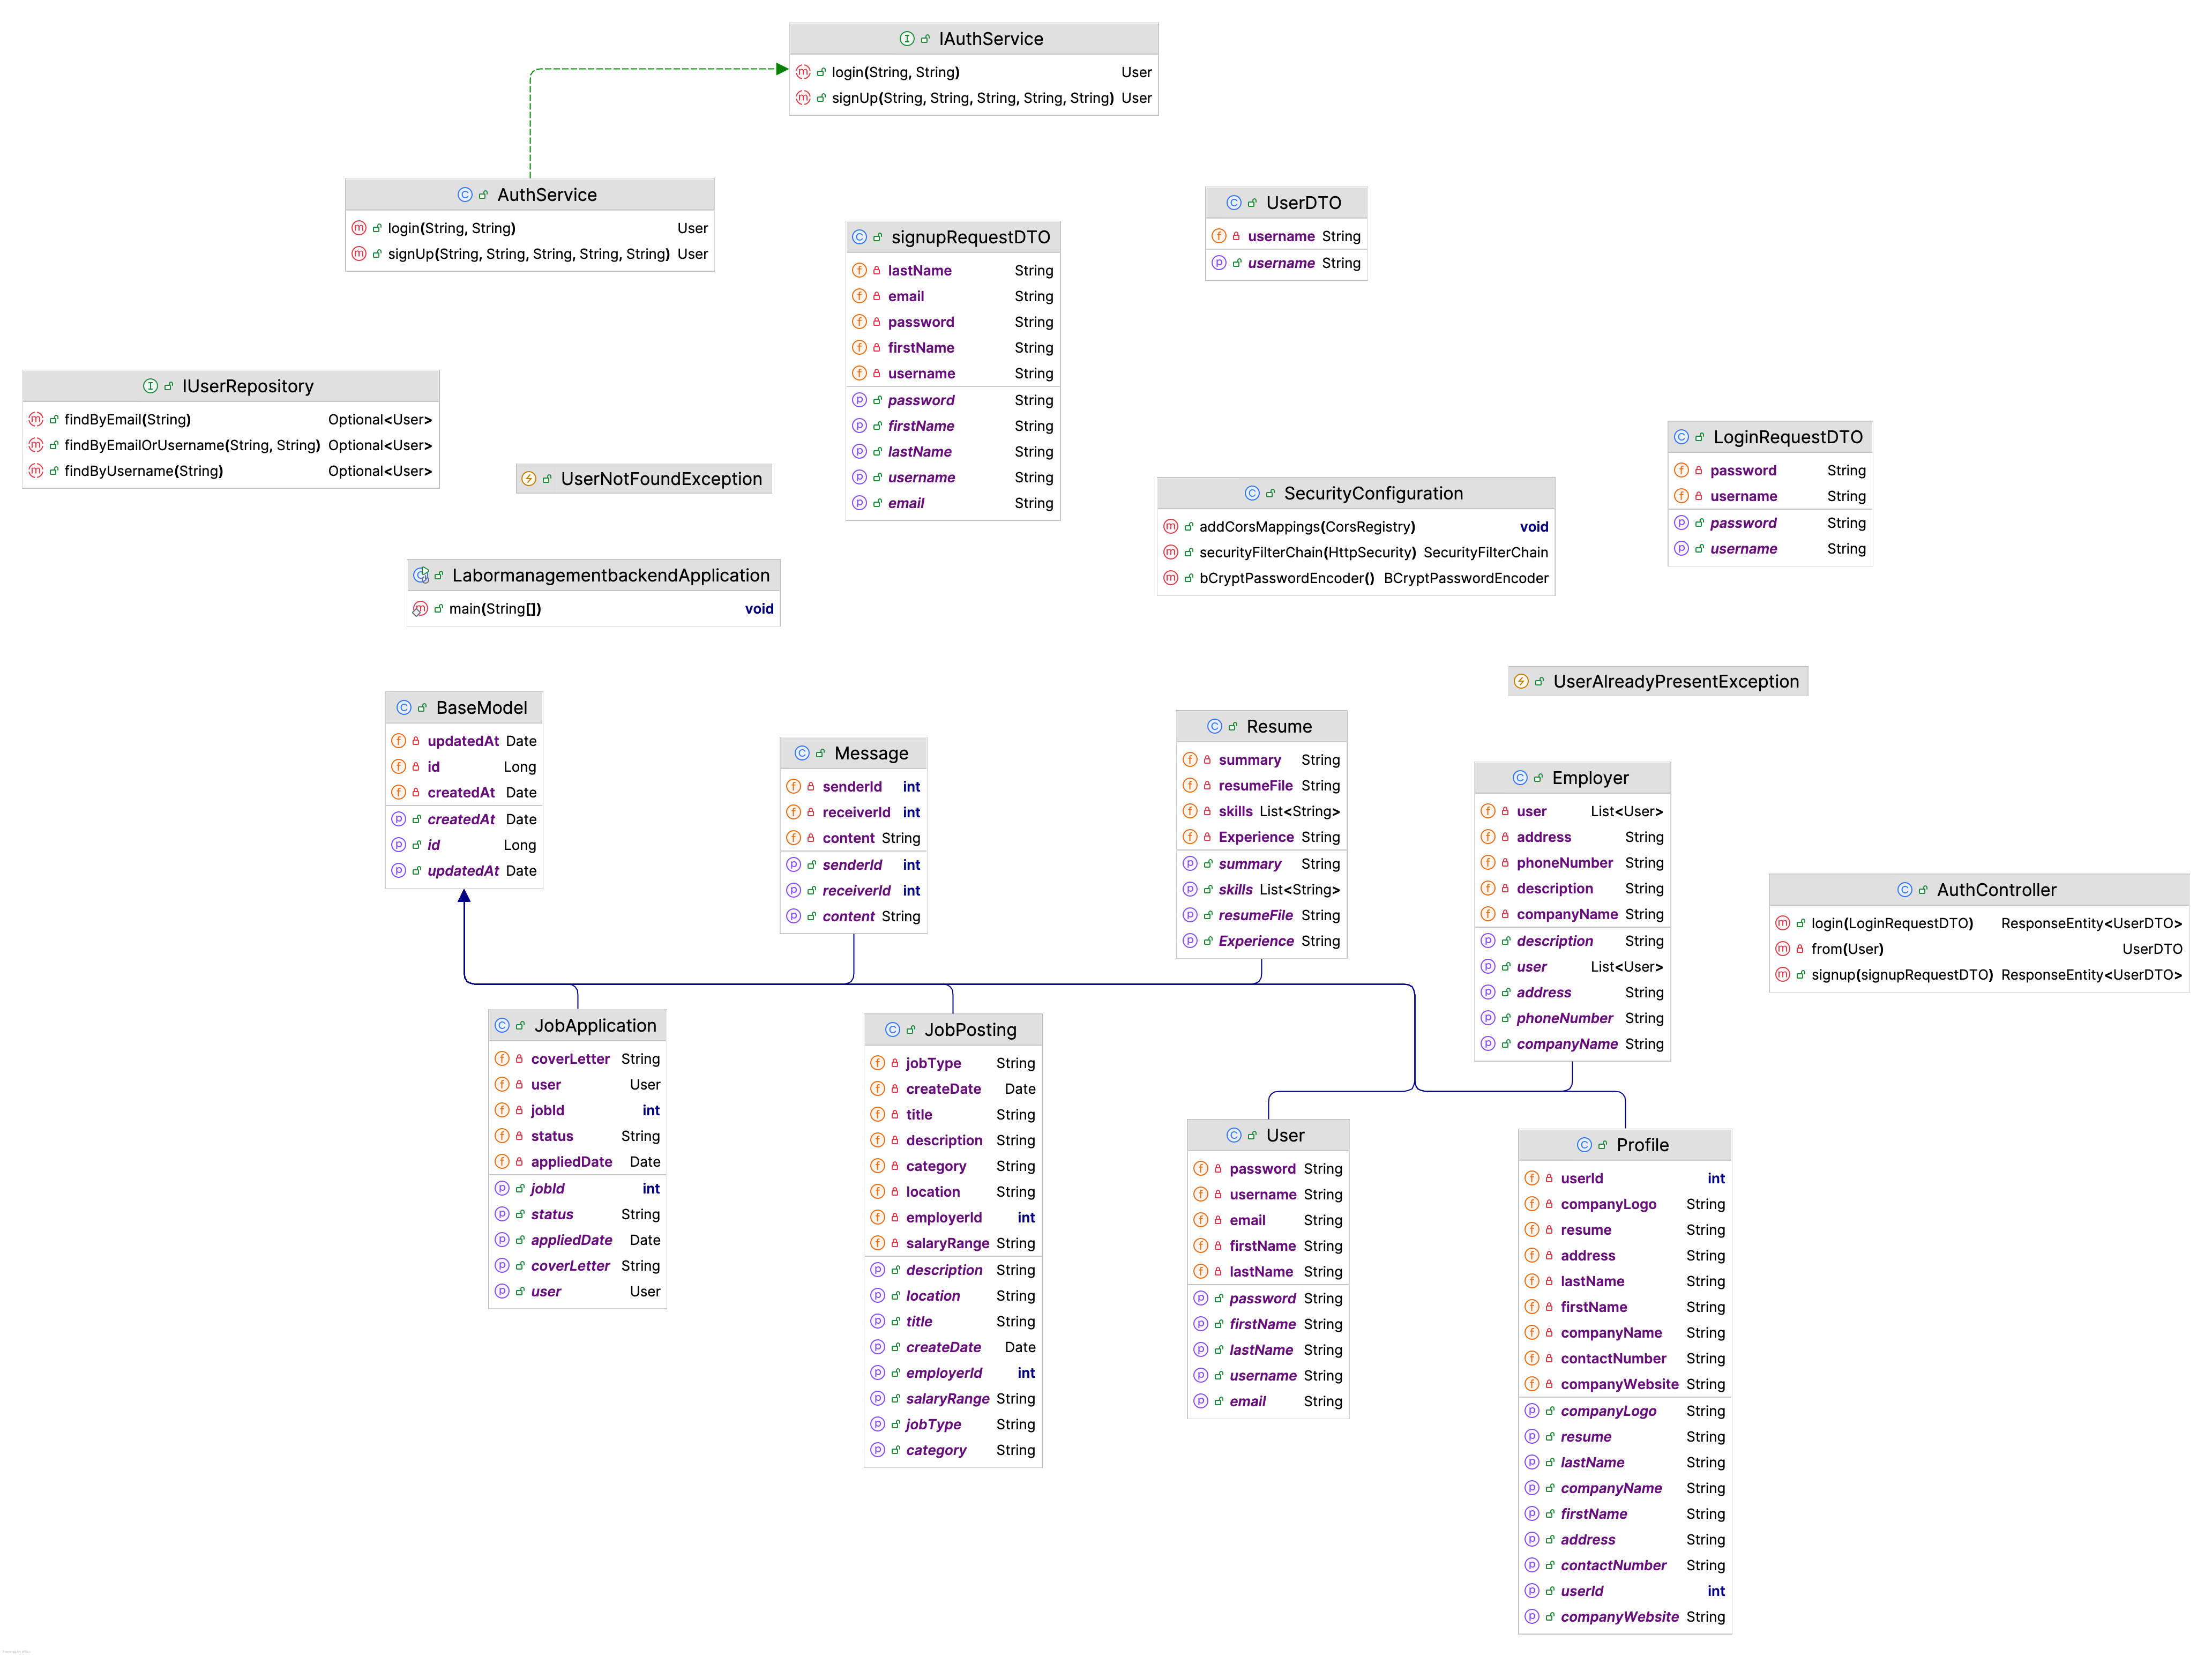 IAuthService
login(String, String) User
signUp(String, String, String, String, String) User
AuthService
login(String, String) User
signUp(String, String, String, String, String) User
UserDTO
username String
username String
signupRequestDTO
lastName String
email String
password String
firstName String
username String
password String
firstName String
lastName String
username String
email String
IUserRepository
findByEmail(String) Optional<User>
findByEmailOrUsername(String, String) Optional<User>
findByUsername(String) Optional<User>
UserNotFoundException
LoginRequestDTO
password String
username String
password String
username String
SecurityConfiguration
addCorsMappings(CorsRegistry) void
securityFilterChain(HttpSecurity) SecurityFilterChain
bCryptPasswordEncoder() BCryptPasswordEncoder
LabormanagementbackendApplication
main(String[]) void
UserAlreadyPresentException
BaseModel
updatedAt Date
id Long
createdAt Date
createdAt Date
id Long
updatedAt Date
Message
senderId int
receiverId int
content String
senderId int
receiverId int
content String
Resume
summary String
resumeFile String
skills List<String>
Experience String
summary String
skills List<String>
resumeFile String
Experience String
Employer
user List<User>
address String
phoneNumber String
description String
companyName String
description String
user List<User>
address String
phoneNumber String
companyName String
AuthController
login(LoginRequestDTO) ResponseEntity<UserDTO>
from(User) UserDTO
signup(signupRequestDTO) ResponseEntity<UserDTO>
JobApplication
coverLetter String
user User
jobId int
status String
appliedDate Date
jobId int
status String
appliedDate Date
coverLetter String
user User
JobPosting
jobType String
createDate Date
title String
description String
category String
location String
employerId int
salaryRange String
description String
location String
title String
createDate Date
employerId int
salaryRange String
jobType String
category String
User
password String
username String
email String
firstName String
lastName String
password String
firstName String
lastName String
username String
email String
Profile
userId int
companyLogo String
resume String
address String
lastName String
firstName String
companyName String
contactNumber String
companyWebsite String
companyLogo String
resume String
lastName String
companyName String
firstName String
address String
contactNumber String
userId int
companyWebsite String